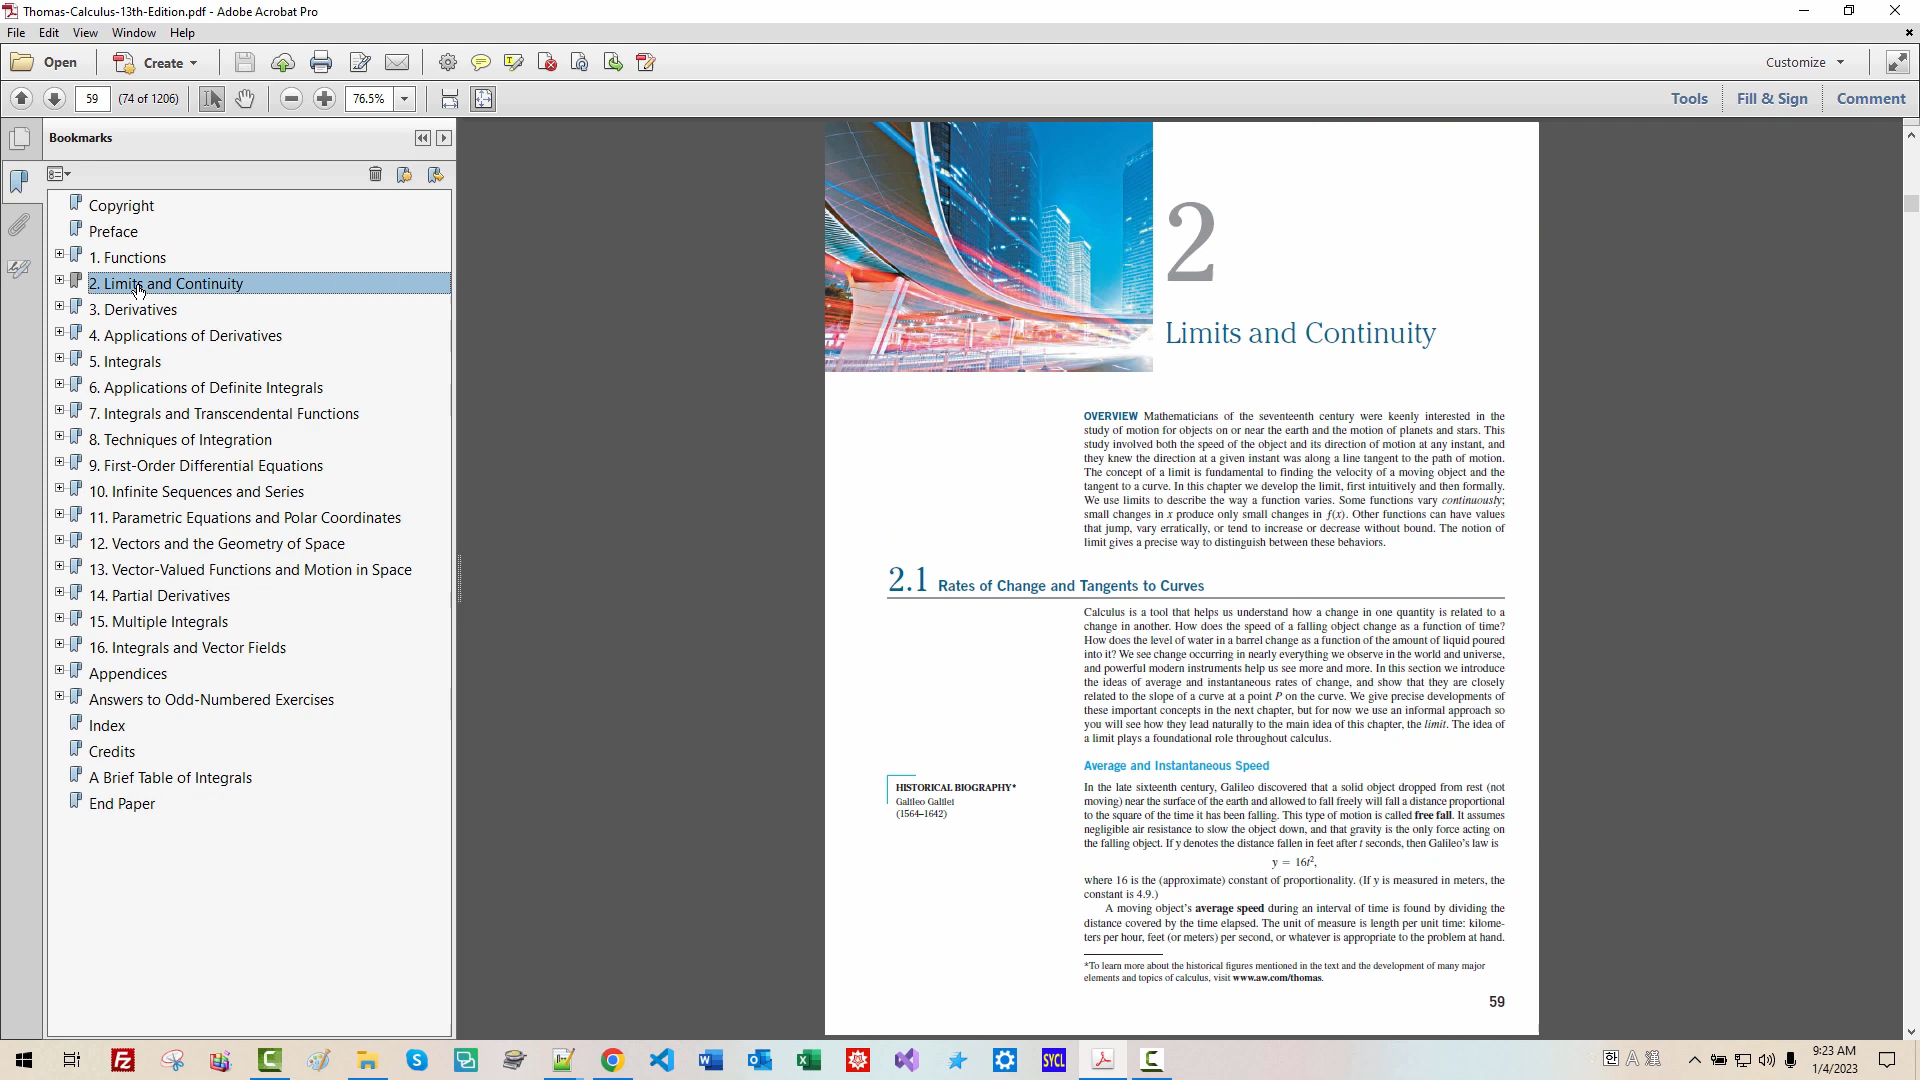 Thomas-Calculus-13th-Edition.pdf - Adobe Acrobat Pro
File Edit View Window Help
Open Create Customize
59 (74 of 1206) 76.5% Tools Fill & Sign Comment
Bookmarks
Copyright
Preface
1. Functions
2. Limits and Continuity
3. Derivatives
4. Applications of Derivatives
5. Integrals
6. Applications of Definite Integrals
7. Integrals and Transcendental Functions
8. Techniques of Integration
9. First-Order Differential Equations
10. Infinite Sequences and Series
11. Parametric Equations and Polar Coordinates
12. Vectors and the Geometry of Space
13. Vector-Valued Functions and Motion in Space
14. Partial Derivatives
15. Multiple Integrals
16. Integrals and Vector Fields
Appendices
Answers to Odd-Numbered Exercises
Index
Credits
A Brief Table of Integrals
End Paper
2
Limits and Continuity
OVERVIEW Mathematicians of the seventeenth century were keenly interested in the
study of motion for objects on or near the earth and the motion of planets and stars. This
study involved both the speed of the object and its direction of motion at any instant, and
they knew the direction at a given instant was along a line tangent to the path of motion.
The concept of a limit is fundamental to finding the velocity of a moving object and the
tangent to a curve. In this chapter we develop the limit, first intuitively and then formally.
We use limits to describe the way a function varies. Some functions vary continuously;
small changes in x produce only small changes in f(x). Other functions can have values
that jump, vary erratically, or tend to increase or decrease without bound. The notion of
limit gives a precise way to distinguish between these behaviors.
2.1 Rates of Change and Tangents to Curves
Calculus is a tool that helps us understand how a change in one quantity is related to a
change in another. How does the speed of a falling object change as a function of time?
How does the level of water in a barrel change as a function of the amount of liquid poured
into it? We see change occurring in nearly everything we observe in the world and universe,
and powerful modern instruments help us see more and more. In this section we introduce
the ideas of average and instantaneous rates of change, and show that they are closely
related to the slope of a curve at a point P on the curve. We give precise developments of
these important concepts in the next chapter, but for now we use an informal approach so
you will see how they lead naturally to the main idea of this chapter, the limit. The idea of
a limit plays a foundational role throughout calculus.
Average and Instantaneous Speed
HISTORICAL BIOGRAPHY*
Galileo Galilei
(1564–1642)
In the late sixteenth century, Galileo discovered that a solid object dropped from rest (not
moving) near the surface of the earth and allowed to fall freely will fall a distance proportional
to the square of the time it has been falling. This type of motion is called free fall. It assumes
negligible air resistance to slow the object down, and that gravity is the only force acting on
the falling object. If y denotes the distance fallen in feet after t seconds, then Galileo's law is
y = 16t²,
where 16 is the (approximate) constant of proportionality. (If y is measured in meters, the
constant is 4.9.)
A moving object's average speed during an interval of time is found by dividing the
distance covered by the time elapsed. The unit of measure is length per unit time: kilome-
ters per hour, feet (or meters) per second, or whatever is appropriate to the problem at hand.
*To learn more about the historical figures mentioned in the text and the development of many major
elements and topics of calculus, visit www.aw.com/thomas.
59
SYCL
한 A 漢
9:23 AM
1/4/2023